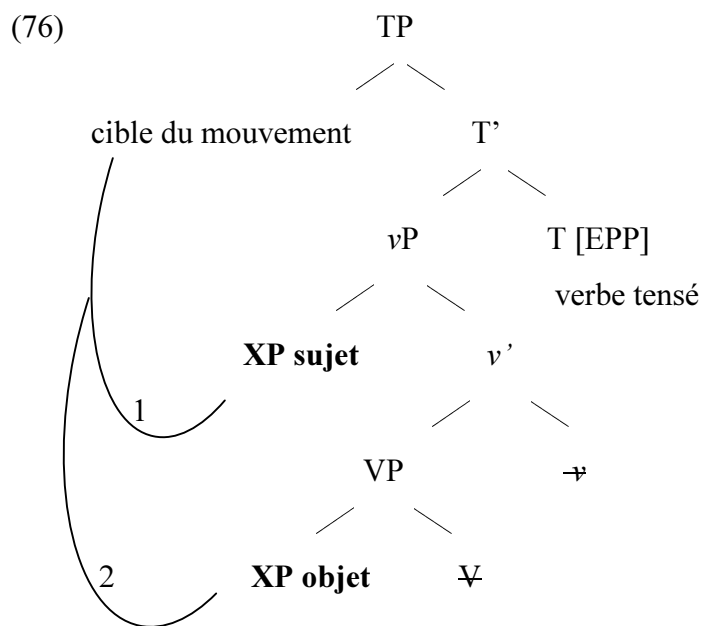 (76) TP
cible du mouvement T’
vP T [EPP]
verbe tensé
XP sujet v’
1
VP v
2 XP objet V